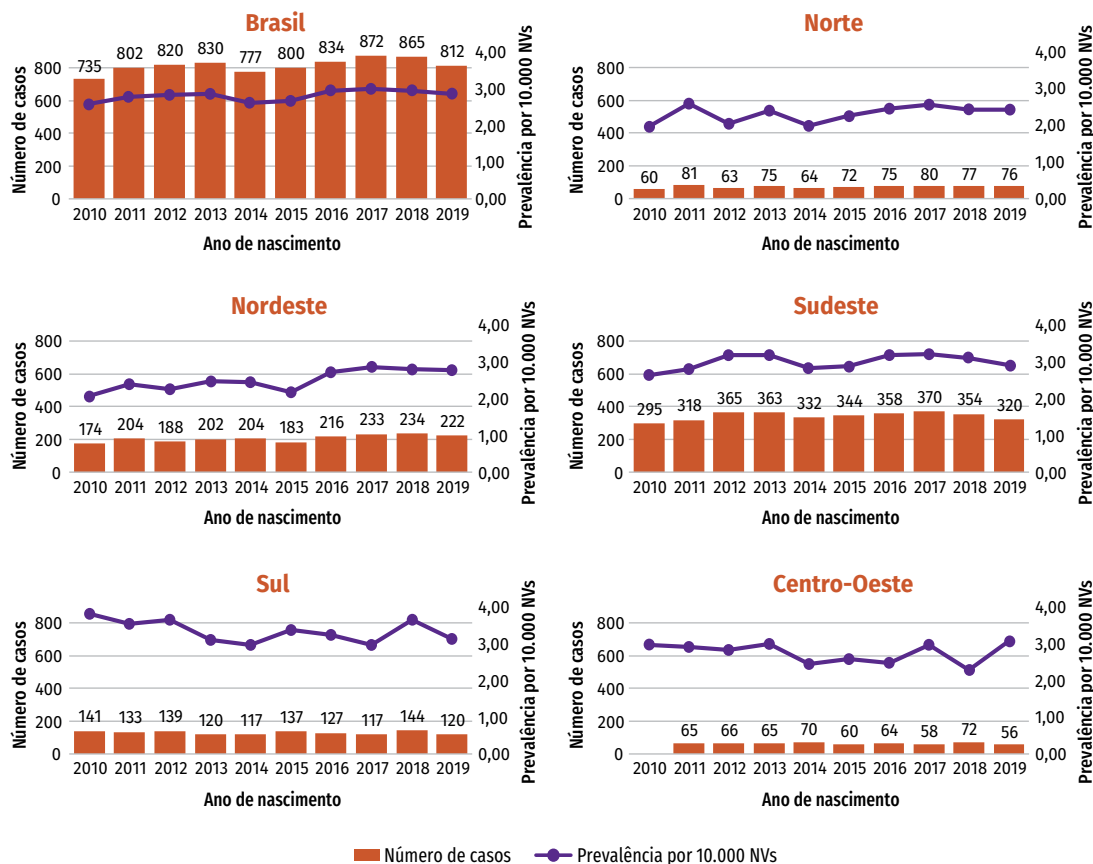 Brasil
Número de casos
800
600
400
200
0
735 802 820 830 777 800 834 872 865 812
4,00
3,00
2,00
1,00
0,00
Prevalência por 10.000 NVs
2010 2011 2012 2013 2014 2015 2016 2017 2018 2019
Ano de nascimento
Norte
Número de casos
800
600
400
200
0
60 81 63 75 64 72 75 80 77 76
4,00
3,00
2,00
1,00
0,00
Prevalência por 10.000 NVs
2010 2011 2012 2013 2014 2015 2016 2017 2018 2019
Ano de nascimento
Nordeste
Número de casos
800
600
400
200
0
174 204 188 202 204 183 216 233 234 222
4,00
3,00
2,00
1,00
0,00
Prevalência por 10.000 NVs
2010 2011 2012 2013 2014 2015 2016 2017 2018 2019
Ano de nascimento
Sudeste
Número de casos
800
600
400
200
0
295 318 365 363 332 344 358 370 354 320
4,00
3,00
2,00
1,00
0,00
Prevalência por 10.000 NVs
2010 2011 2012 2013 2014 2015 2016 2017 2018 2019
Ano de nascimento
Sul
Número de casos
800
600
400
200
0
141 133 139 120 117 137 127 117 144 120
4,00
3,00
2,00
1,00
0,00
Prevalência por 10.000 NVs
2010 2011 2012 2013 2014 2015 2016 2017 2018 2019
Ano de nascimento
Centro-Oeste
Número de casos
800
600
400
200
0
65 66 65 70 60 64 58 72 56
4,00
3,00
2,00
1,00
0,00
Prevalência por 10.000 NVs
2010 2011 2012 2013 2014 2015 2016 2017 2018 2019
Ano de nascimento
Número de casos Prevalência por 10.000 NVs